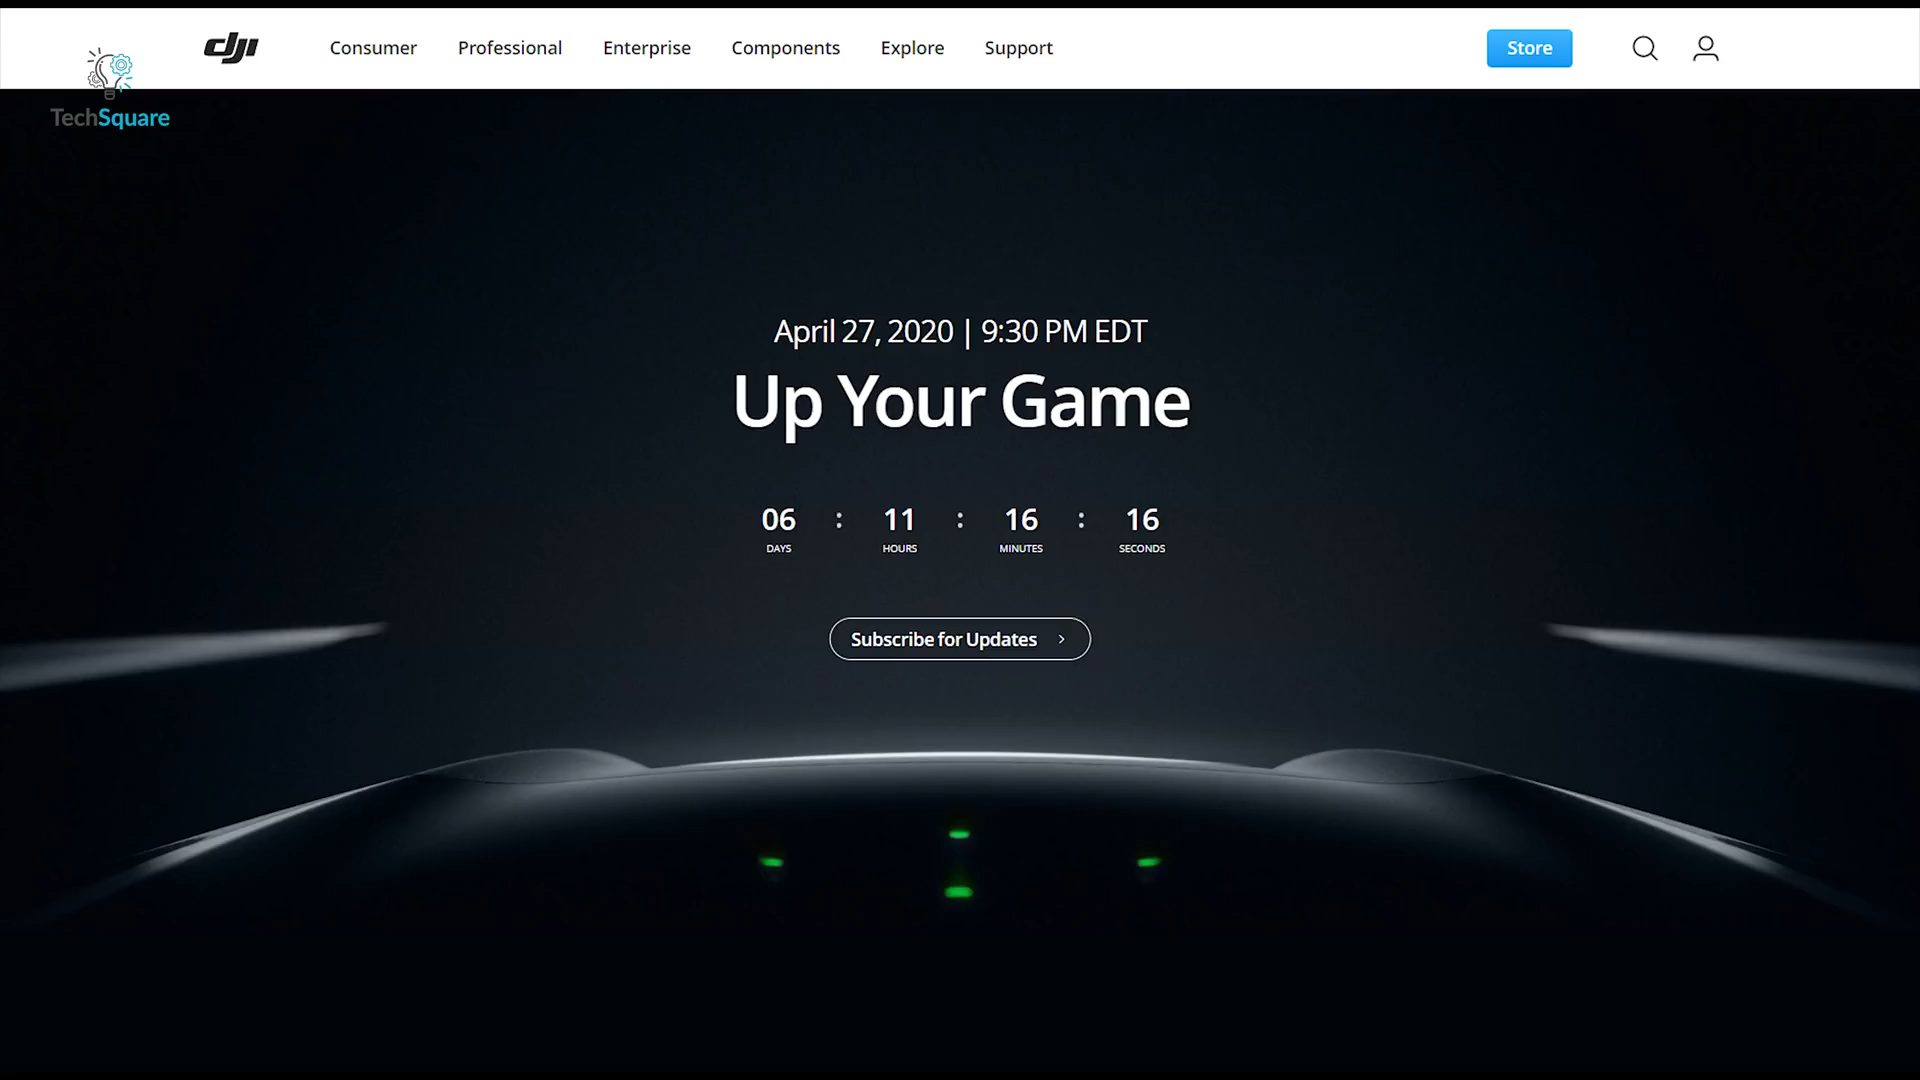 dji
Consumer
Professional
Enterprise
Components
Explore
Support
Store
TechSquare
April 27, 2020 | 9:30 PM EDT
Up Your Game
06 : 11 : 16 : 16
DAYS HOURS MINUTES SECONDS
Subscribe for Updates >